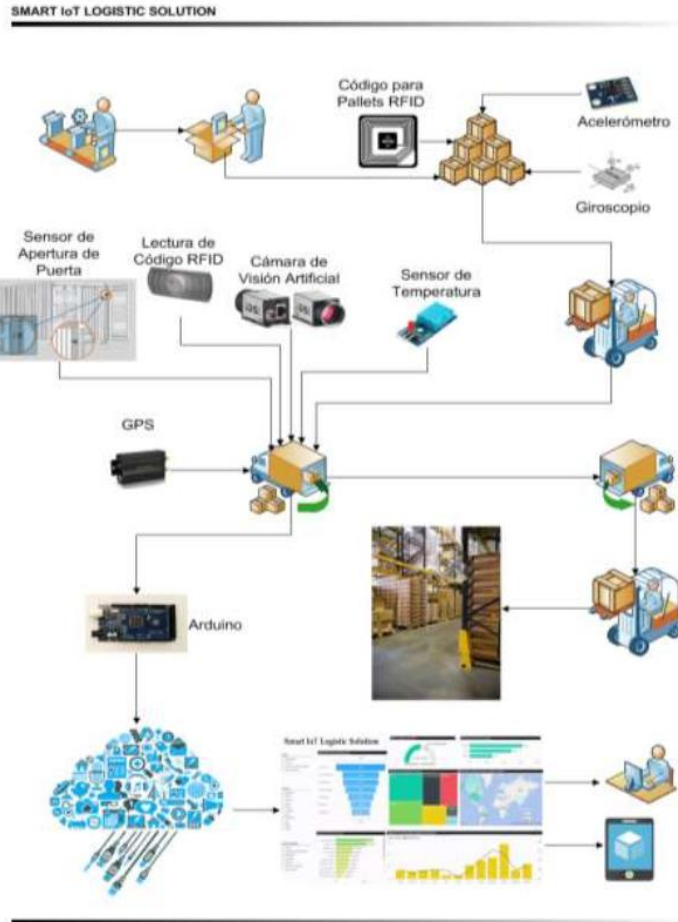 SMART IoT LOGISTIC SOLUTION
Código para
Pallets RFID
Acelerómetro
Giroscopio
Sensor de
Apertura de
Puerta
Lectura de
Código RFID
Cámara de
Visión Artificial
Sensor de
Temperatura
GPS
Arduino
Smart IoT Logistic Solution